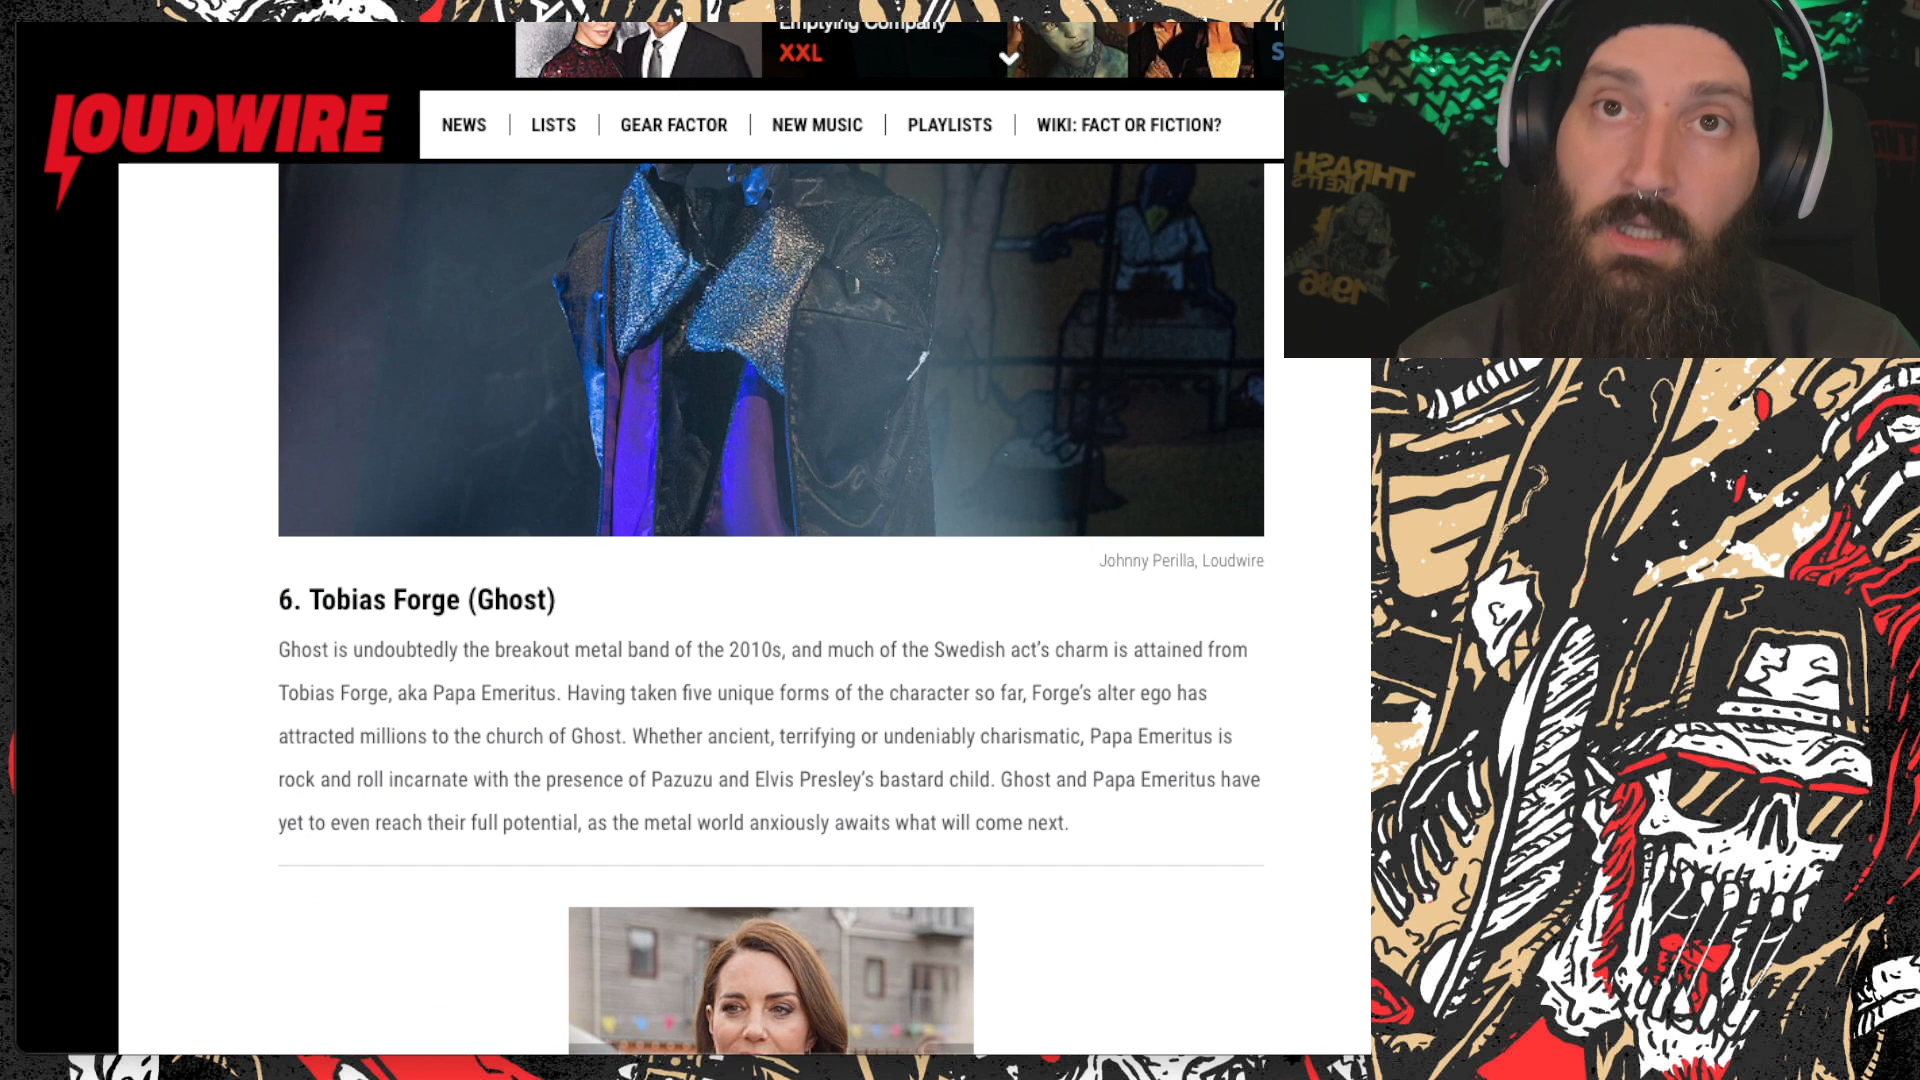 Emptying Company
XXL
LOUDWIRE
NEWS
LISTS
GEAR FACTOR
NEW MUSIC
PLAYLISTS
WIKI: FACT OR FICTION?
THRASH
LIKE IT'S
1986
Johnny Perilla, Loudwire
6. Tobias Forge (Ghost)
Ghost is undoubtedly the breakout metal band of the 2010s, and much of the Swedish act’s charm is attained from
Tobias Forge, aka Papa Emeritus. Having taken five unique forms of the character so far, Forge’s alter ego has
attracted millions to the church of Ghost. Whether ancient, terrifying or undeniably charismatic, Papa Emeritus is
rock and roll incarnate with the presence of Pazuzu and Elvis Presley’s bastard child. Ghost and Papa Emeritus have
yet to even reach their full potential, as the metal world anxiously awaits what will come next.